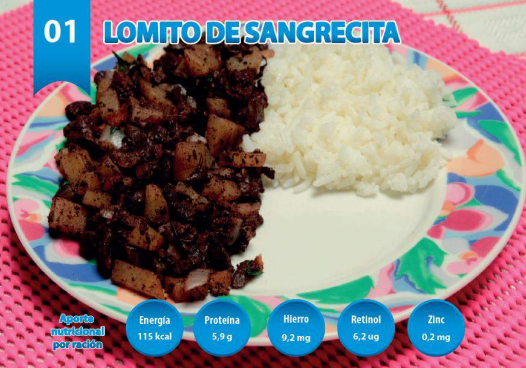 01
LOMITO DE SANGRECITA
Aporte
nutricional
por ración
Energía
115 kcal
Proteína
5,9 g
Hierro
9,2 mg
Retinol
6,2 ug
Zinc
0,2 mg